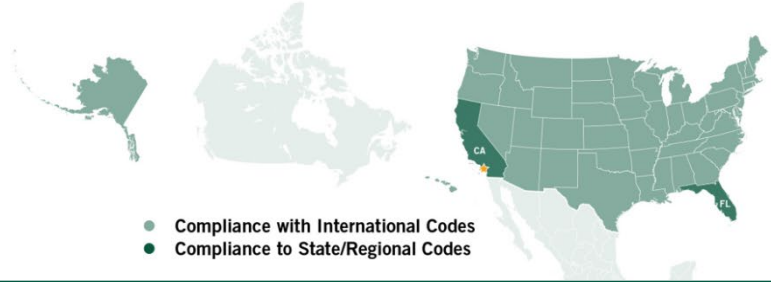 CA
FL
Compliance with International Codes
Compliance to State/Regional Codes